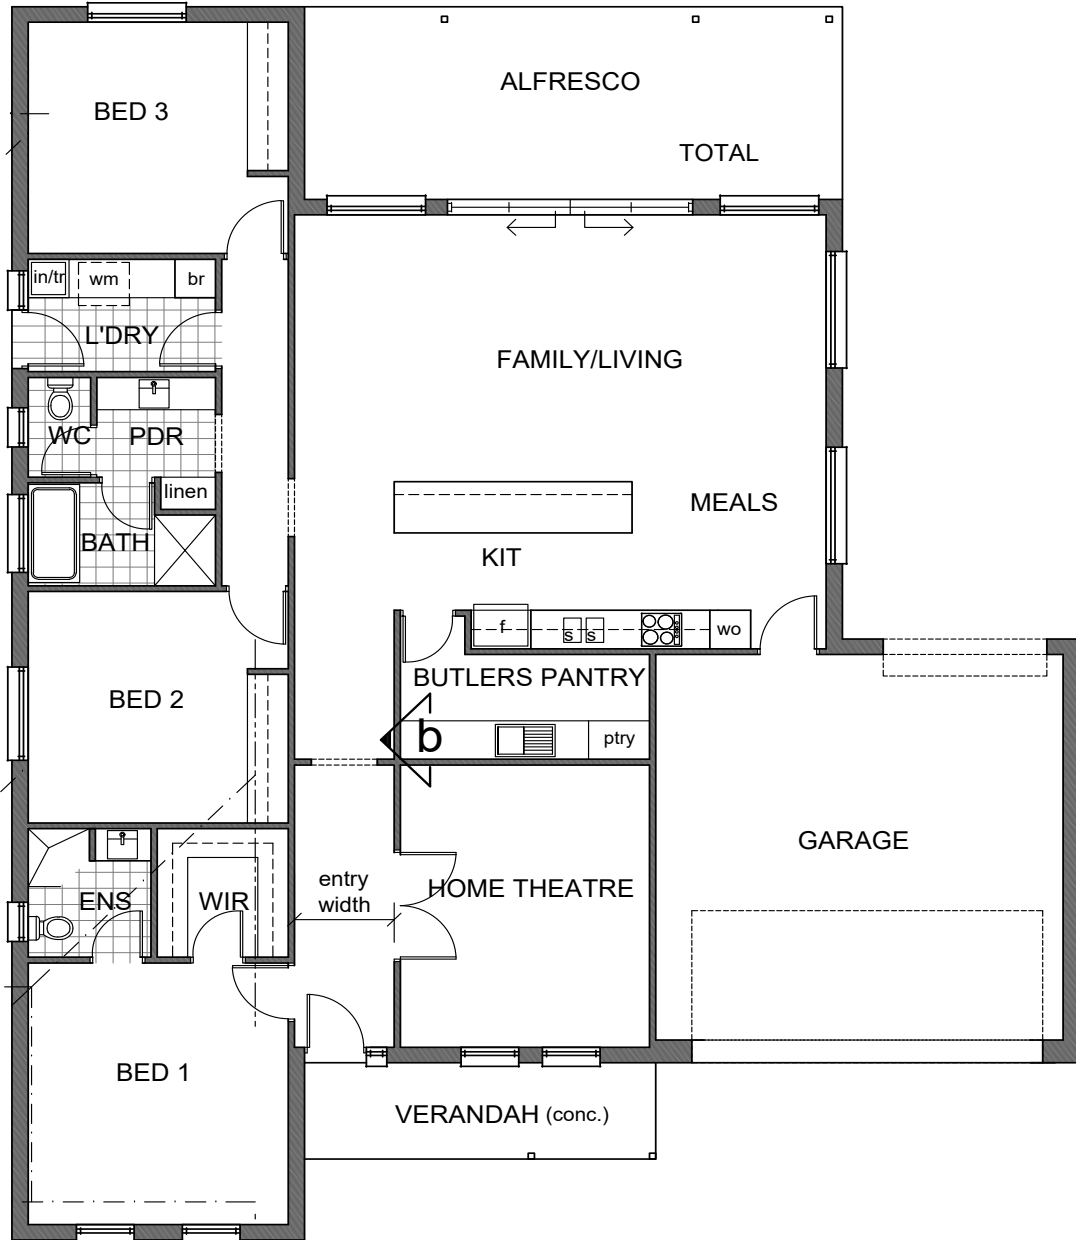 ALFRESCO
BED 3
TOTAL
in/tr
wm
br
L'DRY
FAMILY/LIVING
WC
PDR
linen
MEALS
BATH
KIT
f
s
s
wo
BUTLERS PANTRY
BED 2
b
ptry
GARAGE
entry
width
HOME THEATRE
ENS
WIR
BED 1
VERANDAH (conc.)